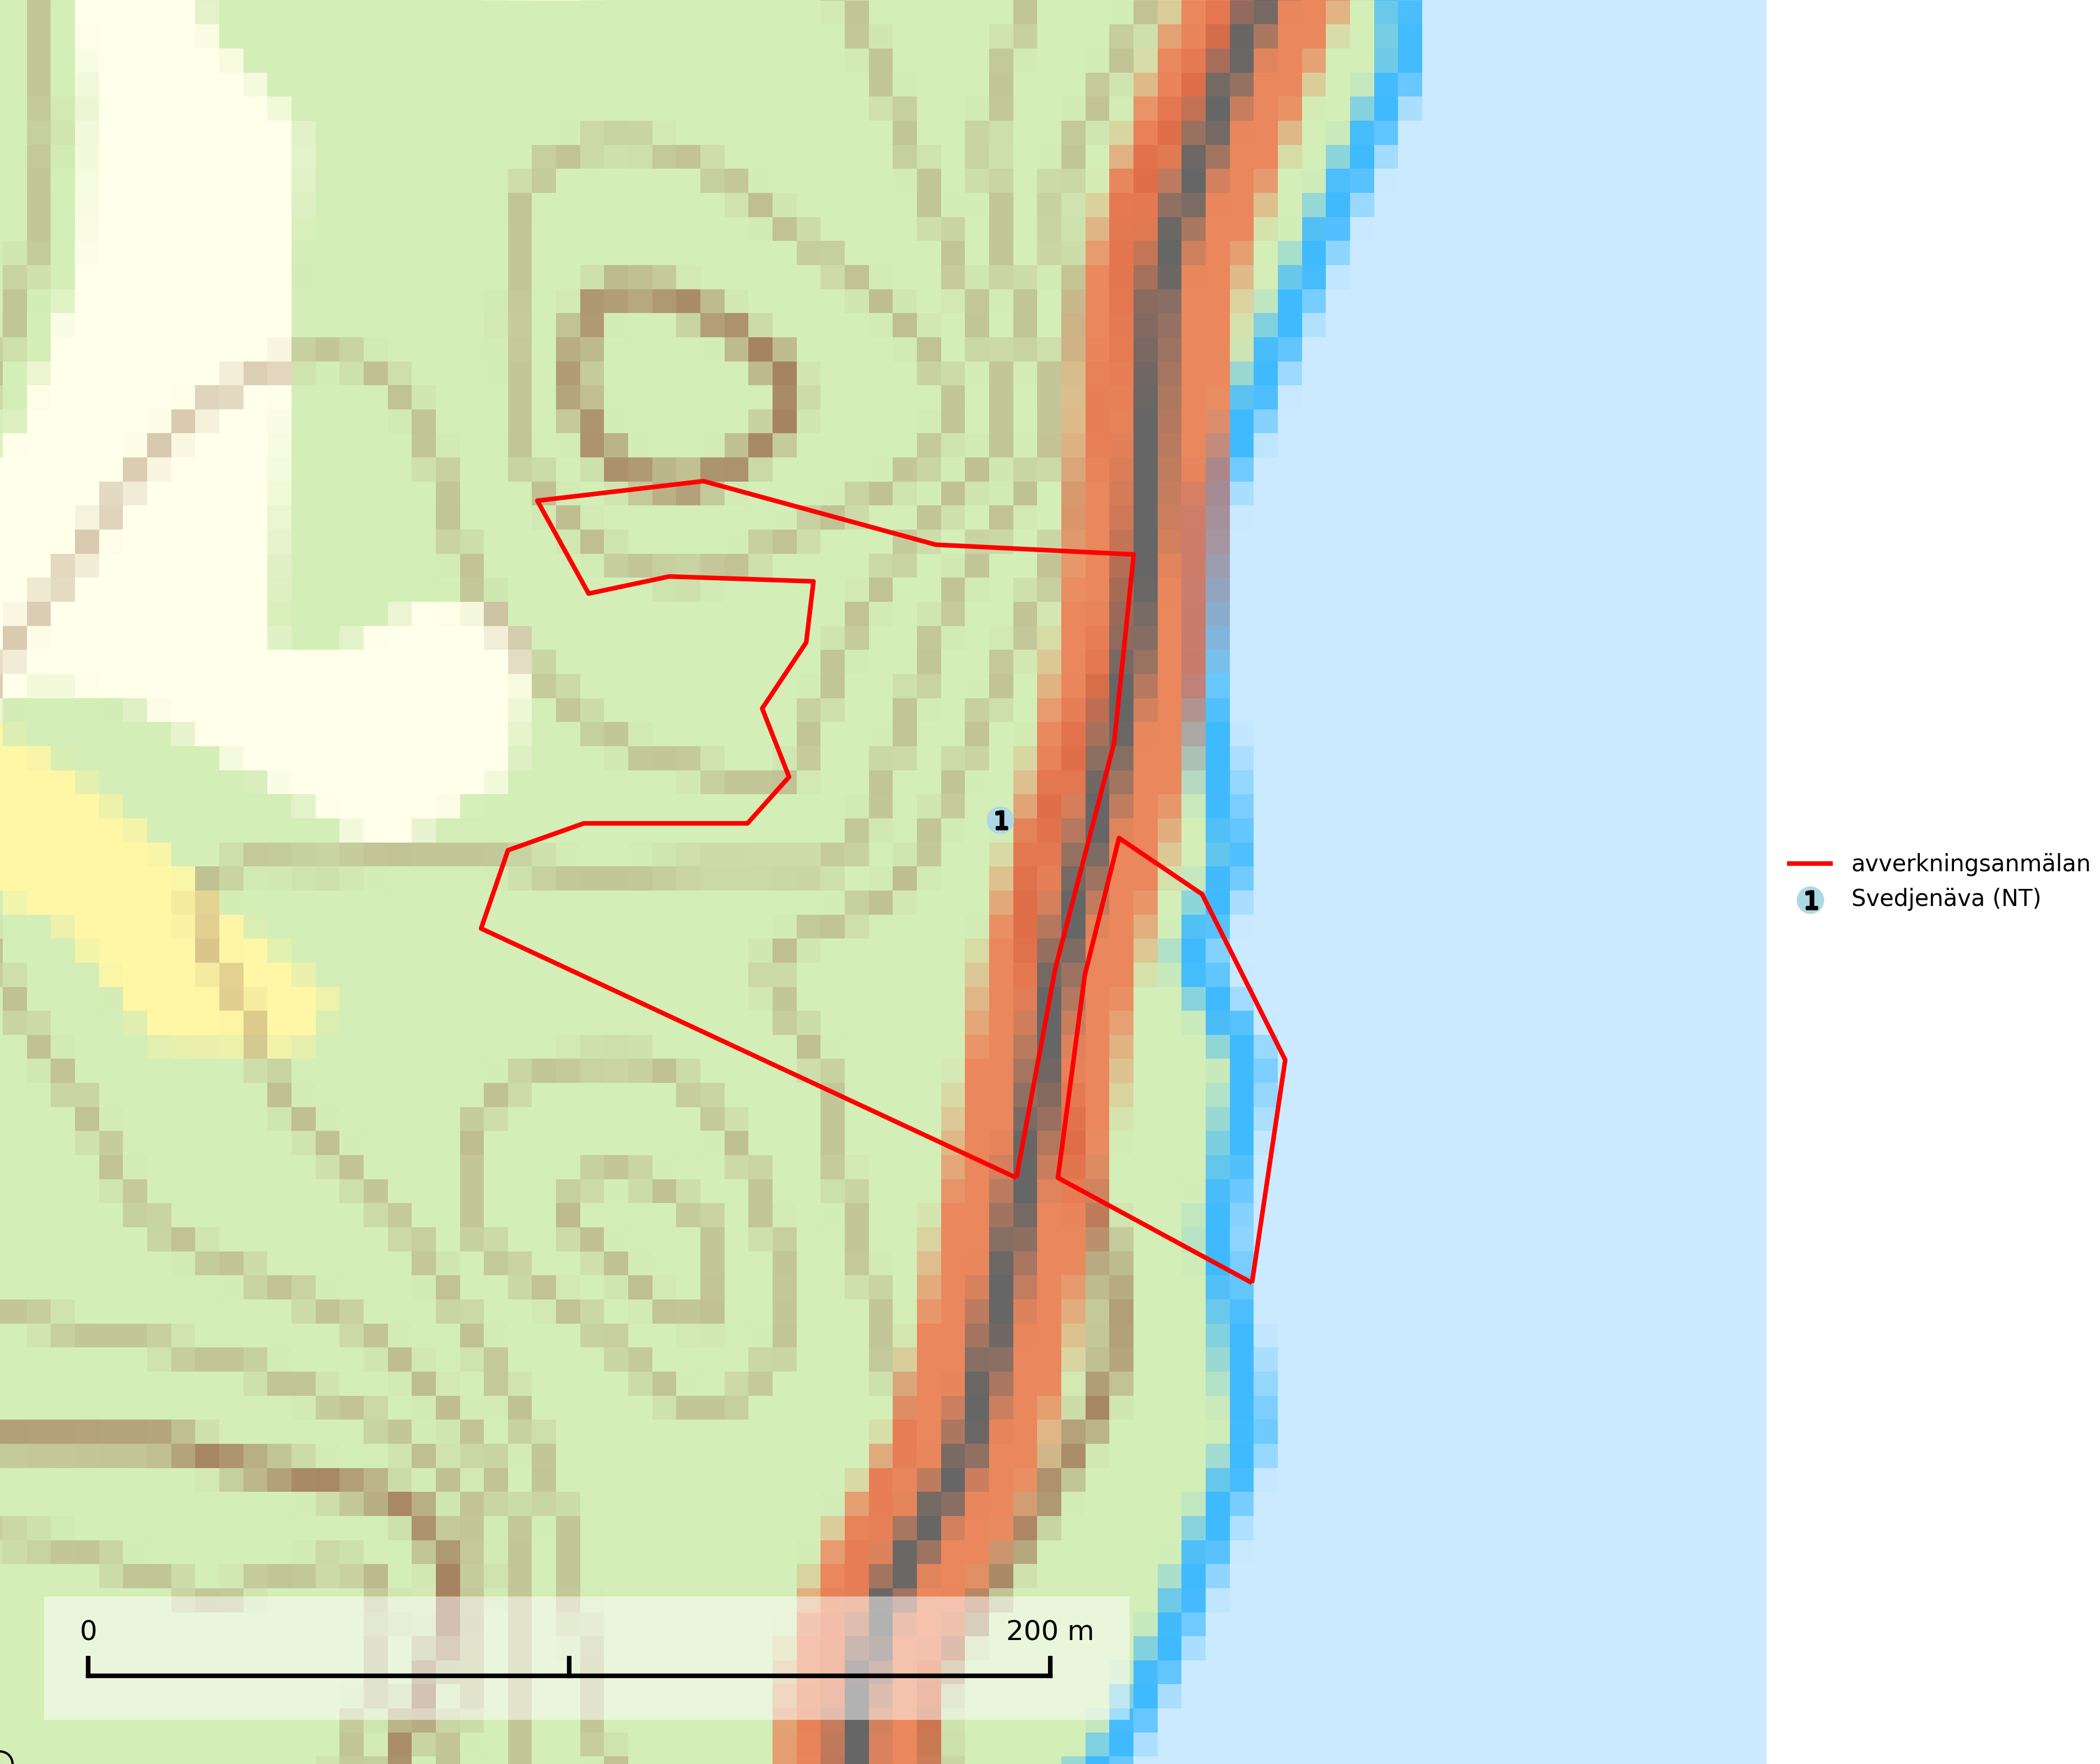 1
avverkningsanmälan
1 Svedjenäva (NT)
0 200 m